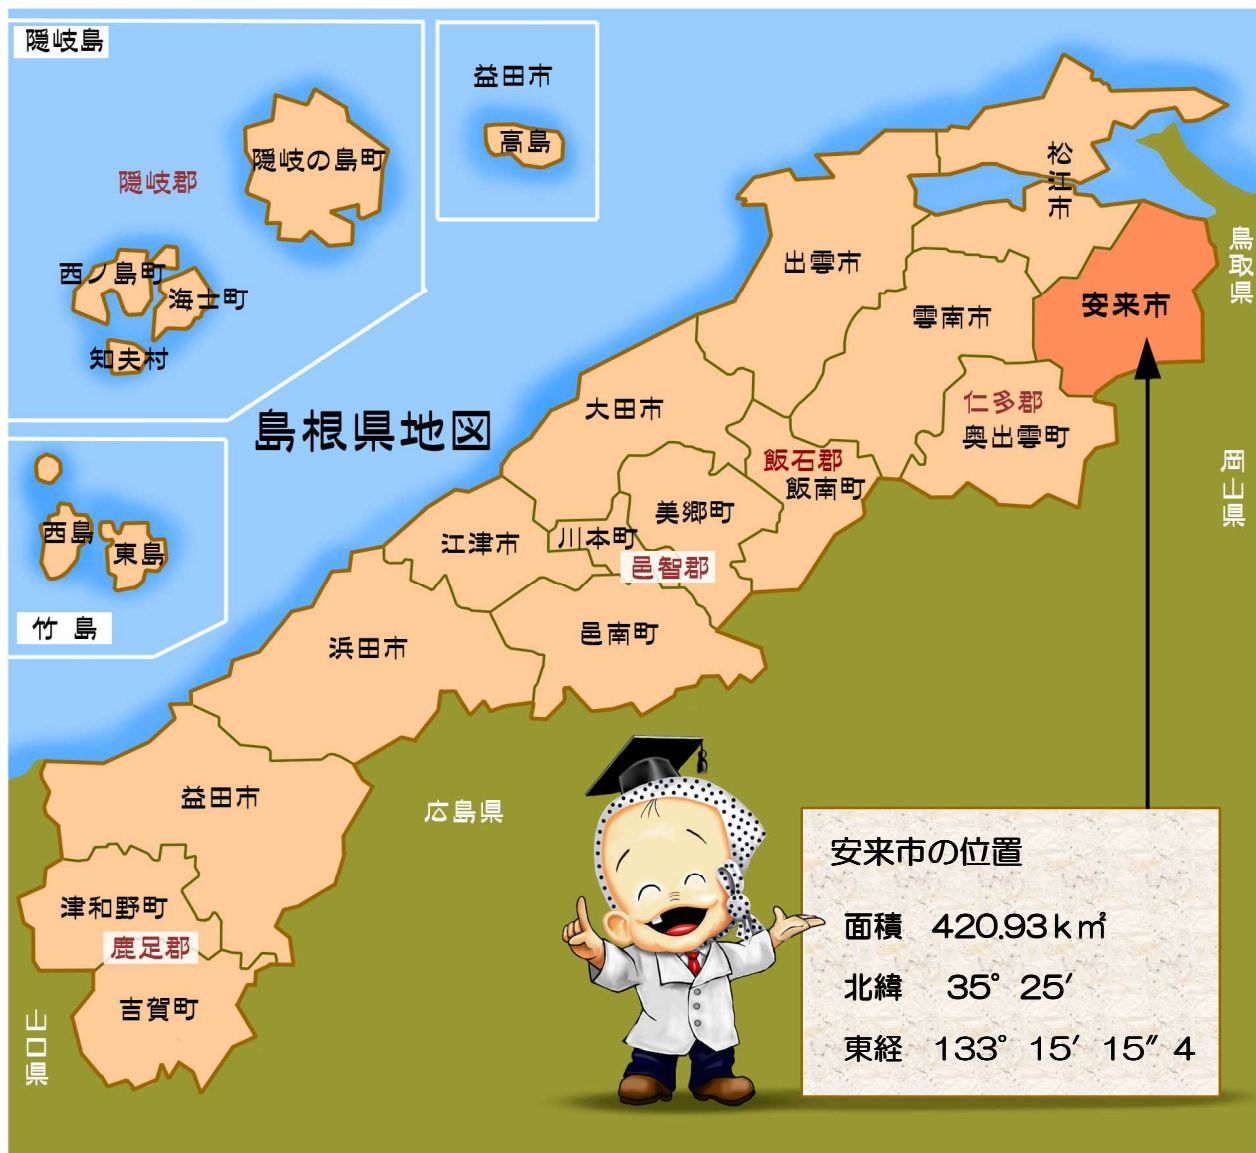 隠岐島
隠岐の島町
隠岐郡
西ノ島町
海士町
知夫村
益田市
高島
島根県地図
西島
東島
竹 島
松江市
出雲市
安来市
雲南市
仁多郡
奥出雲町
大田市
飯石郡
飯南町
美郷町
川本町
邑智郡
江津市
邑南町
浜田市
益田市
津和野町
鹿足郡
吉賀町
鳥取県
岡山県
広島県
山口県
安来市の位置
面積 420.93k㎡
北緯 35°25′
東経 133°15′15″4